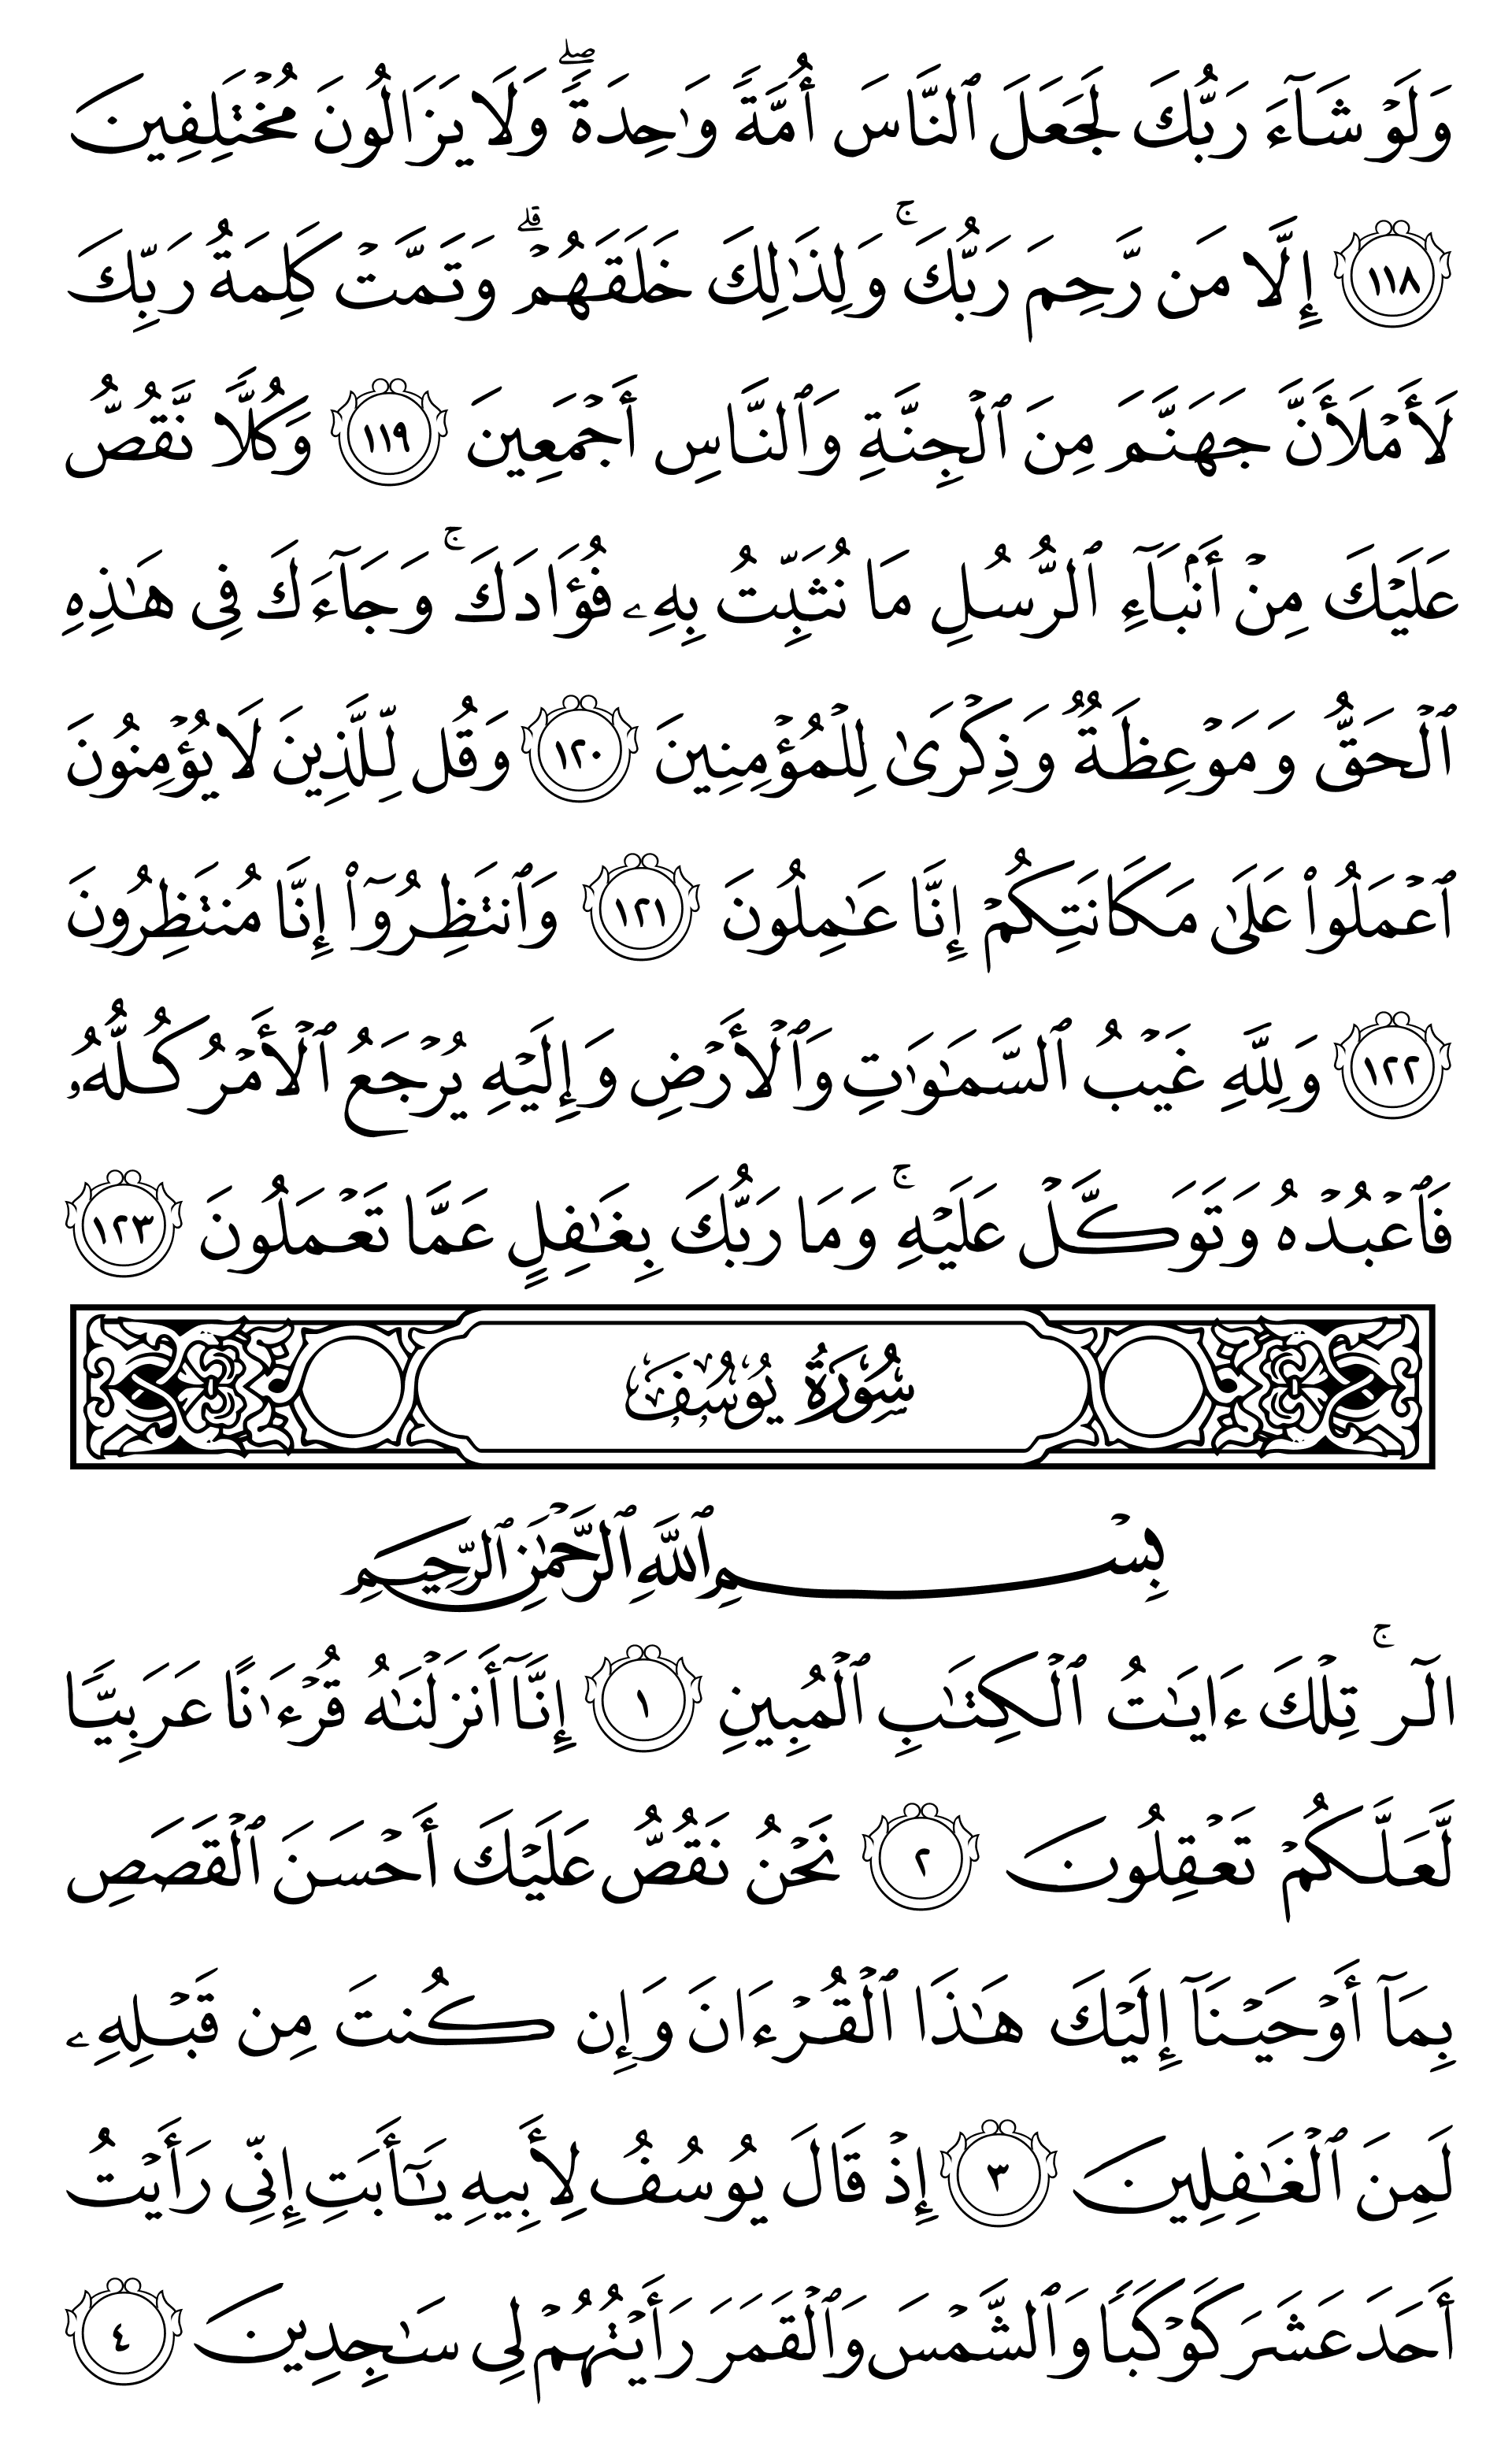 وَلَوۡ شَآءَ رَبُّكَ لَجَعَلَ ٱلنَّاسَ أُمَّةٗ وَٰحِدَةٗۖ وَلَا يَزَالُونَ مُخۡتَلِفِينَ
١١٨ إِلَّا مَن رَّحِمَ رَبُّكَۚ وَلِذَٰلِكَ خَلَقَهُمۡۗ وَتَمَّتۡ كَلِمَةُ رَبِّكَ
لَأَمۡلَأَنَّ جَهَنَّمَ مِنَ ٱلۡجِنَّةِ وَٱلنَّاسِ أَجۡمَعِينَ ١١٩ وَكُلّٗا نَّقُصُّ
عَلَيۡكَ مِنۡ أَنۢبَآءِ ٱلرُّسُلِ مَا نُثَبِّتُ بِهِۦ فُؤَادَكَۚ وَجَآءَكَ فِي هَٰذِهِ
ٱلۡحَقُّ وَمَوۡعِظَةٞ وَذِكۡرَىٰ لِلۡمُؤۡمِنِينَ ١٢٠ وَقُل لِّلَّذِينَ لَا يُؤۡمِنُونَ
ٱعۡمَلُواْ عَلَىٰ مَكَانَتِكُمۡ إِنَّا عَٰمِلُونَ ١٢١ وَٱنتَظِرُوٓاْ إِنَّا مُنتَظِرُونَ
١٢٢ وَلِلَّهِ غَيۡبُ ٱلسَّمَٰوَٰتِ وَٱلۡأَرۡضِ وَإِلَيۡهِ يُرۡجَعُ ٱلۡأَمۡرُ كُلُّهُۥ
فَٱعۡبُدۡهُ وَتَوَكَّلۡ عَلَيۡهِۚ وَمَا رَبُّكَ بِغَٰفِلٍ عَمَّا تَعۡمَلُونَ ١٢٣
سُورَةُ يُوسُفَ
بِسۡمِ ٱللَّهِ ٱلرَّحۡمَٰنِ ٱلرَّحِيمِ
الٓرۚ تِلۡكَ ءَايَٰتُ ٱلۡكِتَٰبِ ٱلۡمُبِينِ ١ إِنَّآ أَنزَلۡنَٰهُ قُرۡءَٰنًا عَرَبِيّٗا
لَّعَلَّكُمۡ تَعۡقِلُونَ ٢ نَحۡنُ نَقُصُّ عَلَيۡكَ أَحۡسَنَ ٱلۡقَصَصِ
بِمَآ أَوۡحَيۡنَآ إِلَيۡكَ هَٰذَا ٱلۡقُرۡءَانَ وَإِن كُنتَ مِن قَبۡلِهِۦ
لَمِنَ ٱلۡغَٰفِلِينَ ٣ إِذۡ قَالَ يُوسُفُ لِأَبِيهِ يَٰٓأَبَتِ إِنِّي رَأَيۡتُ
أَحَدَ عَشَرَ كَوۡكَبٗا وَٱلشَّمۡسَ وَٱلۡقَمَرَ رَأَيۡتُهُمۡ لِي سَٰجِدِينَ ٤